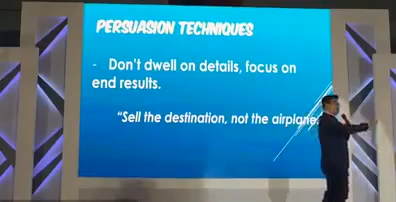 PERSUASION TECHNIQUES
- Don't dwell on details, focus on
end results.
"Sell the destination, not the airplane.